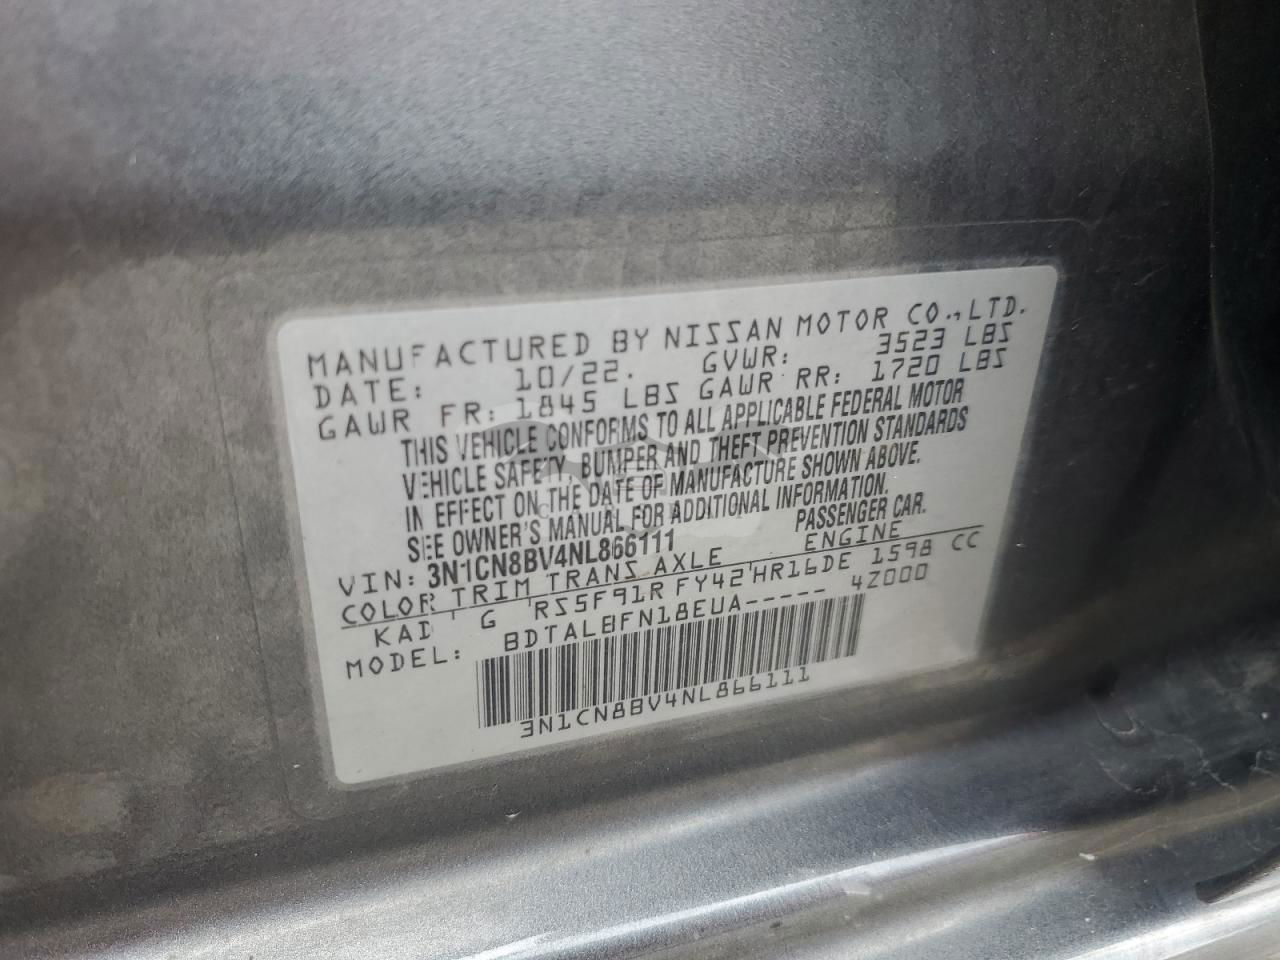 MANUFACTURED BY NISSAN MOTOR CO., LTD.
DATE: 10/22. GVWR: 3523 LBS
GAWR FR: 1845 LBS GAWR RR: 1720 LBS
THIS VEHICLE CONFORMS TO ALL APPLICABLE FEDERAL MOTOR
VEHICLE SAFETY, BUMPER AND THEFT PREVENTION STANDARDS
IN EFFECT ON THE DATE OF MANUFACTURE SHOWN ABOVE.
SEE OWNER'S MANUAL FOR ADDITIONAL INFORMATION.
VIN: 3N1CN8BV4NL866111 PASSENGER CAR.
COLOR TRIM TRANS AXLE ENGINE
KAD G RS5F91R FY42 HR16DE 1598 CC
MODEL: BDTALBFN18EUA----- 4Z000
3N1CN8BV4NL866111